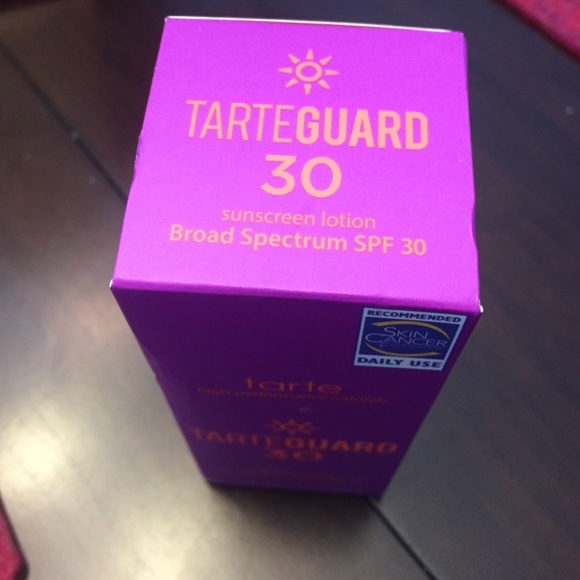 TARTEGUARD
30
sunscreen lotion
Broad Spectrum SPF 30
RECOMMENDED
SKIN
CANCER
DAILY USE
tarte
high-performance naturals
TARTEGUARD
30